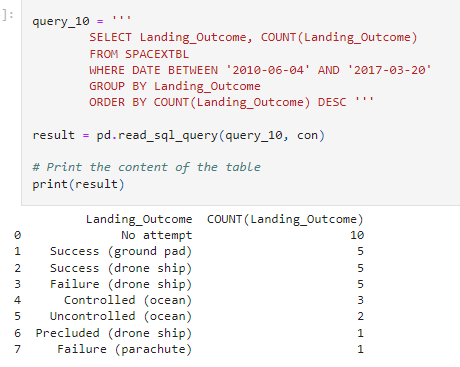 ]:
query_10 = '''
SELECT Landing_Outcome, COUNT(Landing_Outcome)
FROM SPACEXTBL
WHERE DATE BETWEEN '2010-06-04' AND '2017-03-20'
GROUP BY Landing_Outcome
ORDER BY COUNT(Landing_Outcome) DESC '''
result = pd.read_sql_query(query_10, con)
# Print the content of the table
print(result)
Landing_Outcome COUNT(Landing_Outcome)
0 No attempt 10
1 Success (ground pad) 5
2 Success (drone ship) 5
3 Failure (drone ship) 5
4 Controlled (ocean) 3
5 Uncontrolled (ocean) 2
6 Precluded (drone ship) 1
7 Failure (parachute) 1